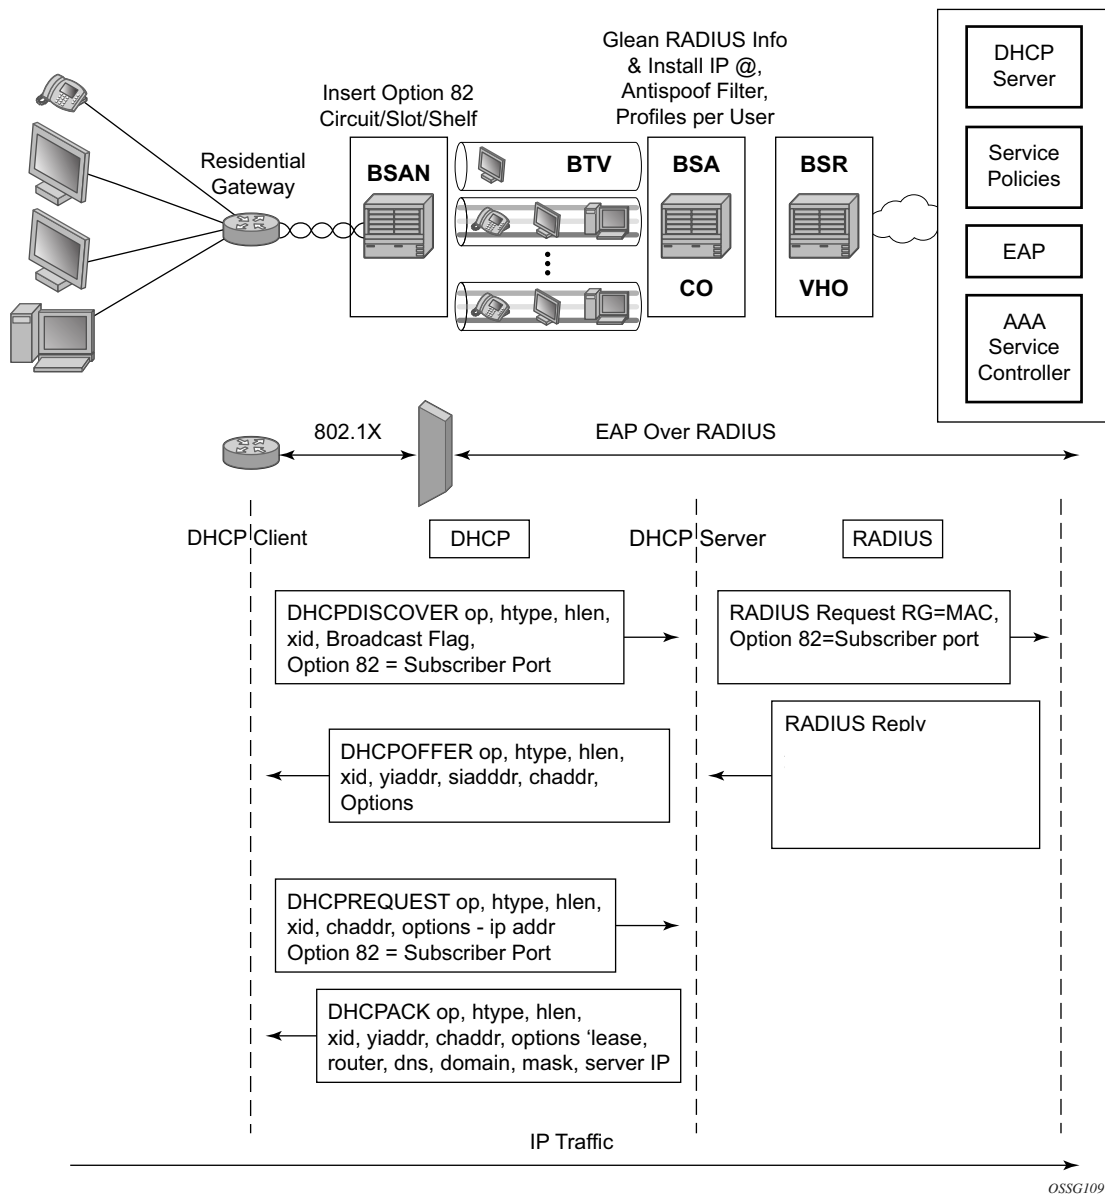 Glean RADIUS Info
& Install IP @,
Antispoof Filter,
Profiles per User
Insert Option 82
Circuit/Slot/Shelf
Residential
Gateway
BSAN
BTV
BSA
CO
BSR
VHO
DHCP
Server
Service
Policies
EAP
AAA
Service
Controller
802.1X
EAP Over RADIUS
DHCP Client
DHCP
DHCP Server
RADIUS
DHCPDISCOVER op, htype, hlen,
xid, Broadcast Flag,
Option 82 = Subscriber Port
RADIUS Request RG=MAC,
Option 82=Subscriber port
RADIUS Reply
DHCPOFFER op, htype, hlen,
xid, yiaddr, siadddr, chaddr,
Options
DHCPREQUEST op, htype, hlen,
xid, chaddr, options - ip addr
Option 82 = Subscriber Port
DHCPACK op, htype, hlen,
xid, yiaddr, chaddr, options ‘lease,
router, dns, domain, mask, server IP
IP Traffic
OSSG109